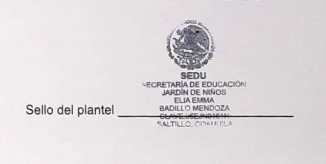 SEDU
SECRETARÍA DE EDUCACIÓN
JARDÍN DE NIÑOS
ELIA EMMA
BADILLO MENDOZA
Sello del plantel
SALTILLO, COAHUILA